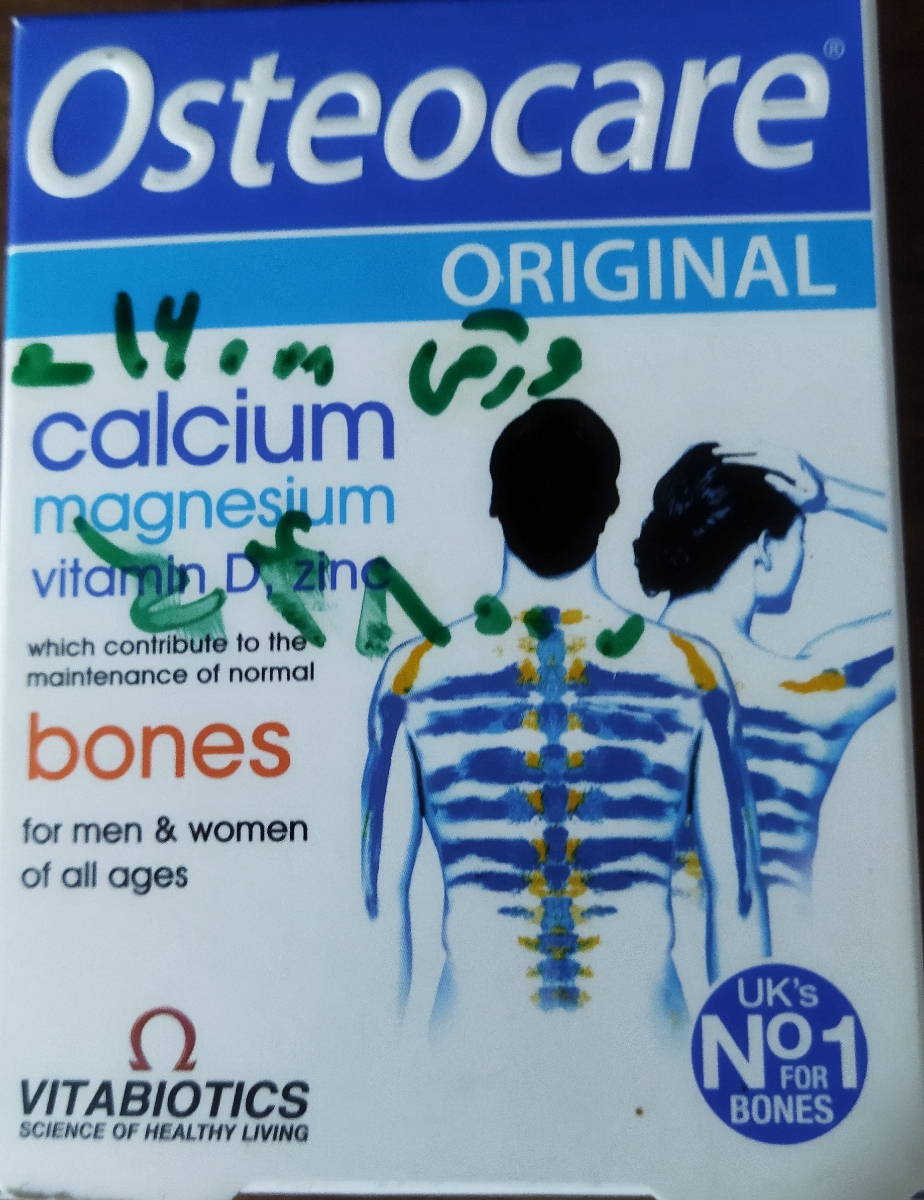 Osteocare®
ORIGINAL
calcium
magnesium
vitamin D, zinc
which contribute to the
maintenance of normal
bones
for men & women
of all ages
UK's
No1
FOR
BONES
VITABIOTICS
SCIENCE OF HEALTHY LIVING